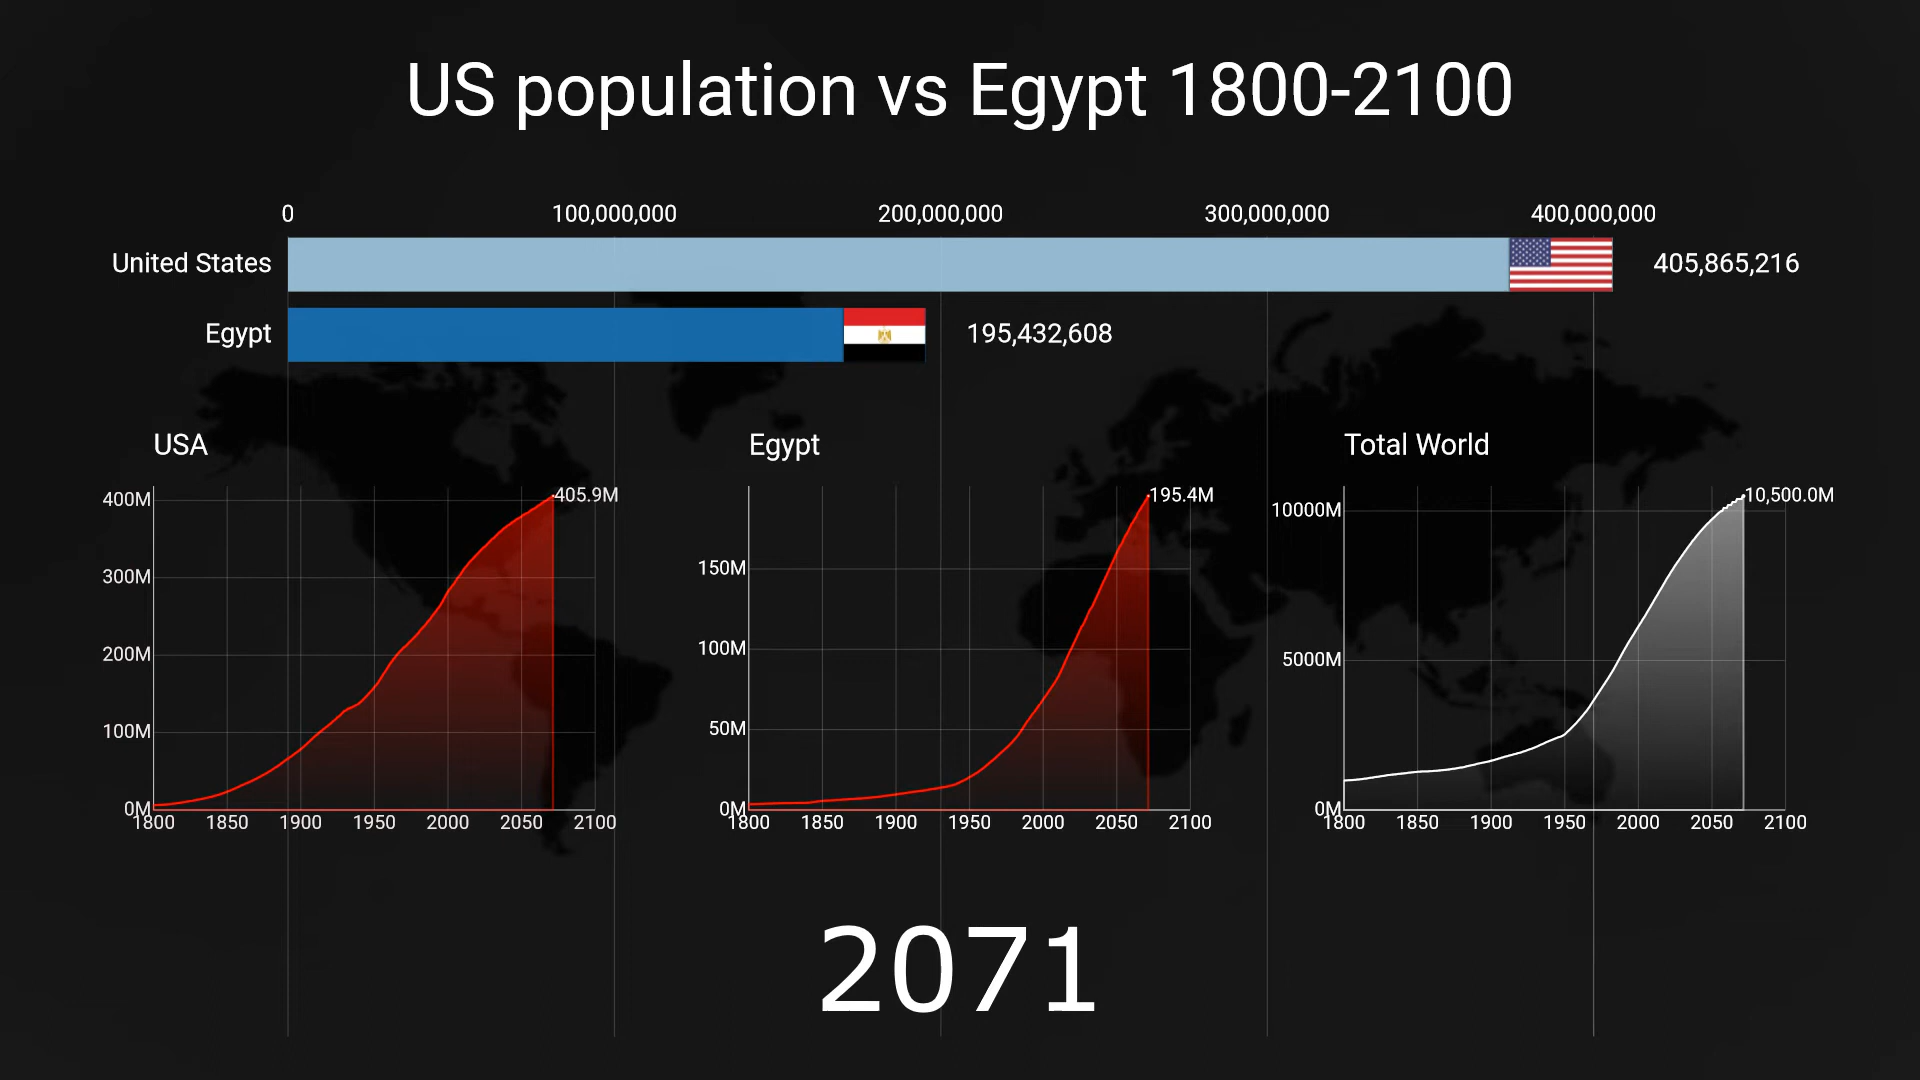 US population vs Egypt 1800-2100
0 100,000,000 200,000,000 300,000,000 400,000,000
United States 405,865,216
Egypt 195,432,608
USA
405.9M
400M
300M
200M
100M
0M
1800 1850 1900 1950 2000 2050 2100
Egypt
195.4M
150M
100M
50M
0M
1800 1850 1900 1950 2000 2050 2100
Total World
10,500.0M
10000M
5000M
0M
1800 1850 1900 1950 2000 2050 2100
2071